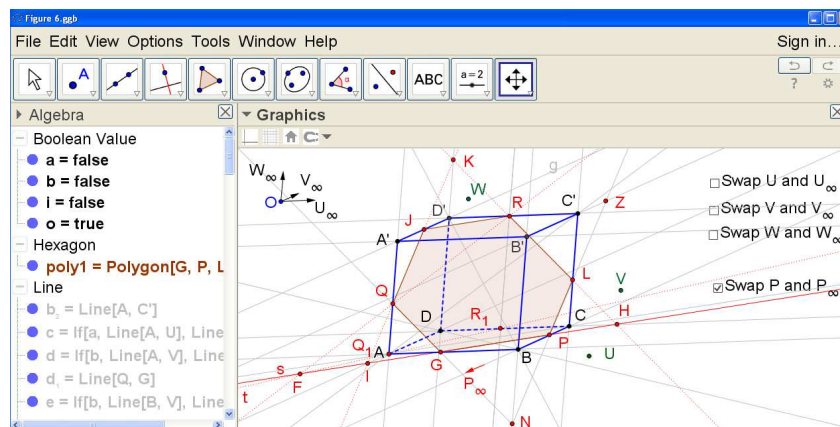 Figure 6.ggb
File Edit View Options Tools Window Help Sign in...
A ABC a = 2
Algebra
Graphics
Boolean Value
a = false
b = false
i = false
o = true
Hexagon
poly1 = Polygon[G, P, L
Line
b₂ = Line[A, C']
c = If[a, Line[A, U], Line
d = If[b, Line[A, V], Line
d₁ = Line[Q, G]
e = If[b, Line[B, V], Line
W∞
V∞
O
U∞
K
g
W
D'
R
C'
Z
J
A'
B'
Q
L
V
D
R₁
C
H
Q₁
A
G
B
P
U
s
F
I
P∞
t
N
Swap U and U∞
Swap V and V∞
Swap W and W∞
Swap P and P∞